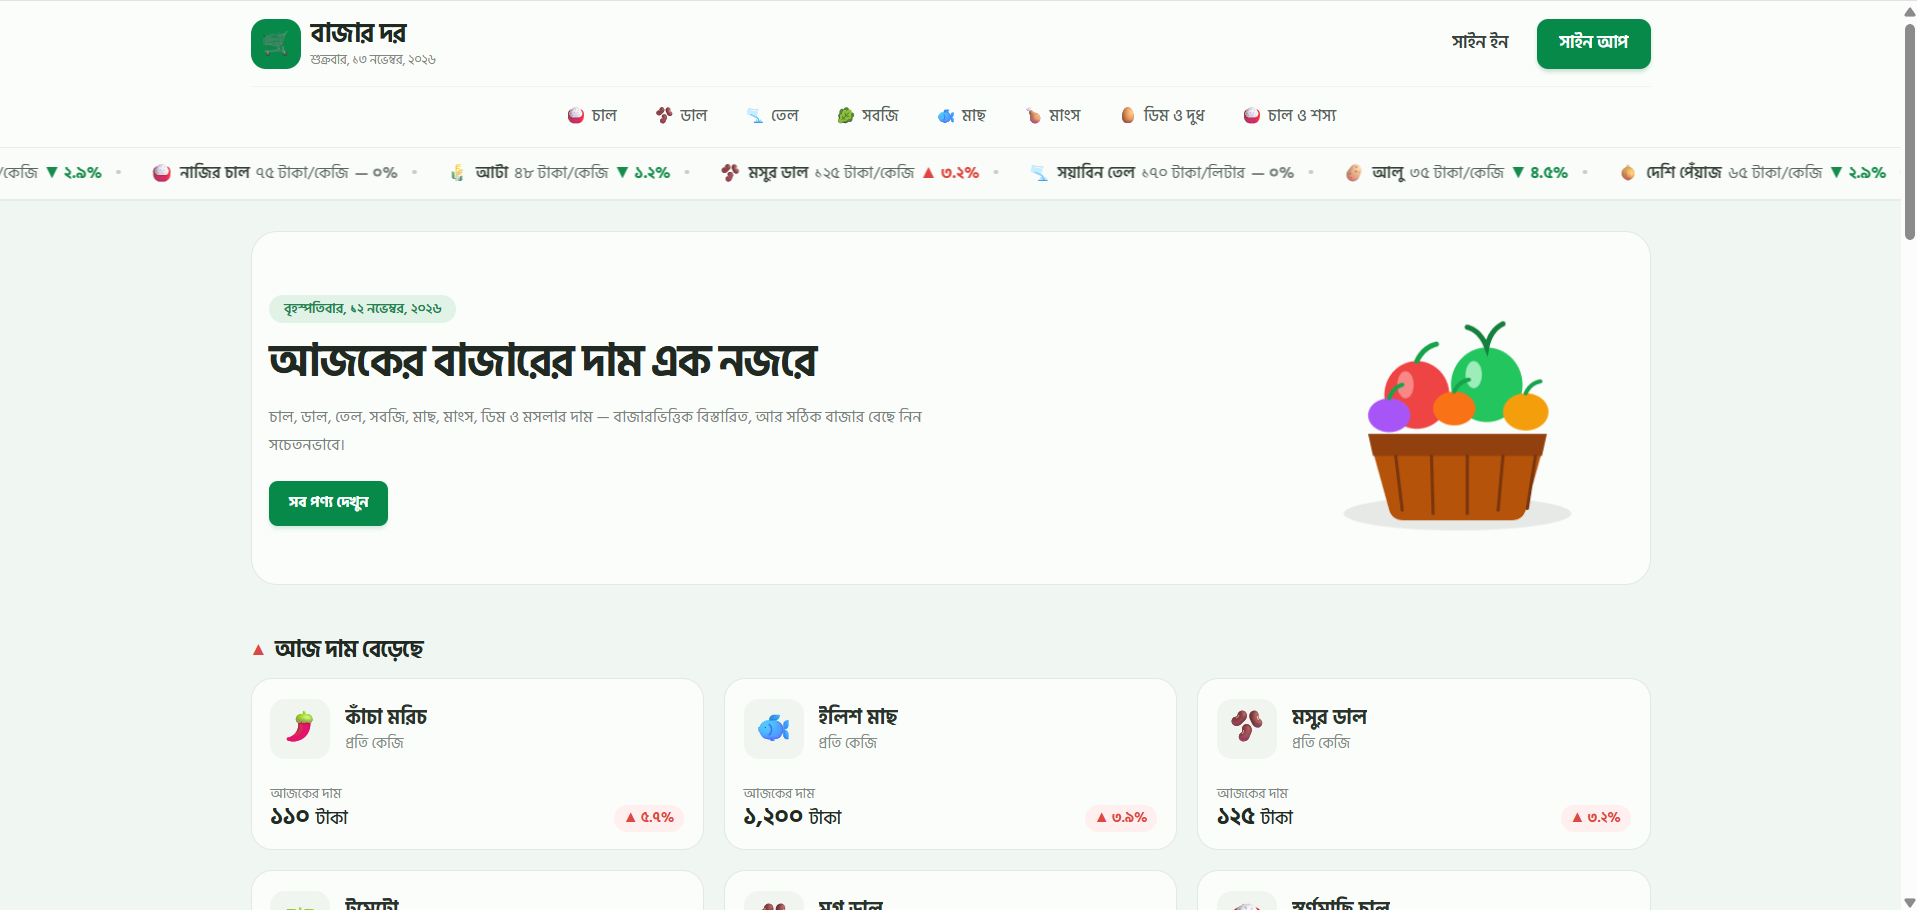 বাজার দর
শুক্রবার, ১৩ নভেম্বর, ২০২৬
সাইন ইন
সাইন আপ
চাল
ডাল
তেল
সবজি
মাছ
মাংস
ডিম ও দুধ
চাল ও শস্য
/কেজি ▼ ২.৯% • নাজির চাল ৭৫ টাকা/কেজি — ০% • আটা ৪৮ টাকা/কেজি ▼ ১.২% • মসুর ডাল ১২৫ টাকা/কেজি ▲ ৩.২% • সয়াবিন তেল ১৭০ টাকা/লিটার — ০% • আলু ৩৫ টাকা/কেজি ▼ ৪.৫% • দেশি পেঁয়াজ ৬৫ টাকা/কেজি ▼ ২.৯%
বৃহস্পতিবার, ১২ নভেম্বর, ২০২৬
আজকের বাজারের দাম এক নজরে
চাল, ডাল, তেল, সবজি, মাছ, মাংস, ডিম ও মসলার দাম — বাজারভিত্তিক বিস্তারিত, আর সঠিক বাজার বেছে নিন
সচেতনভাবে।
সব পণ্য দেখুন
▲ আজ দাম বেড়েছে
কাঁচা মরিচ
প্রতি কেজি
আজকের দাম
১১০ টাকা
▲ ৫.৭%
ইলিশ মাছ
প্রতি কেজি
আজকের দাম
১,২০০ টাকা
▲ ৩.৯%
মসুর ডাল
প্রতি কেজি
আজকের দাম
১২৫ টাকা
▲ ৩.২%
টমেটো
মুগ ডাল
স্বর্ণমাছি চাল